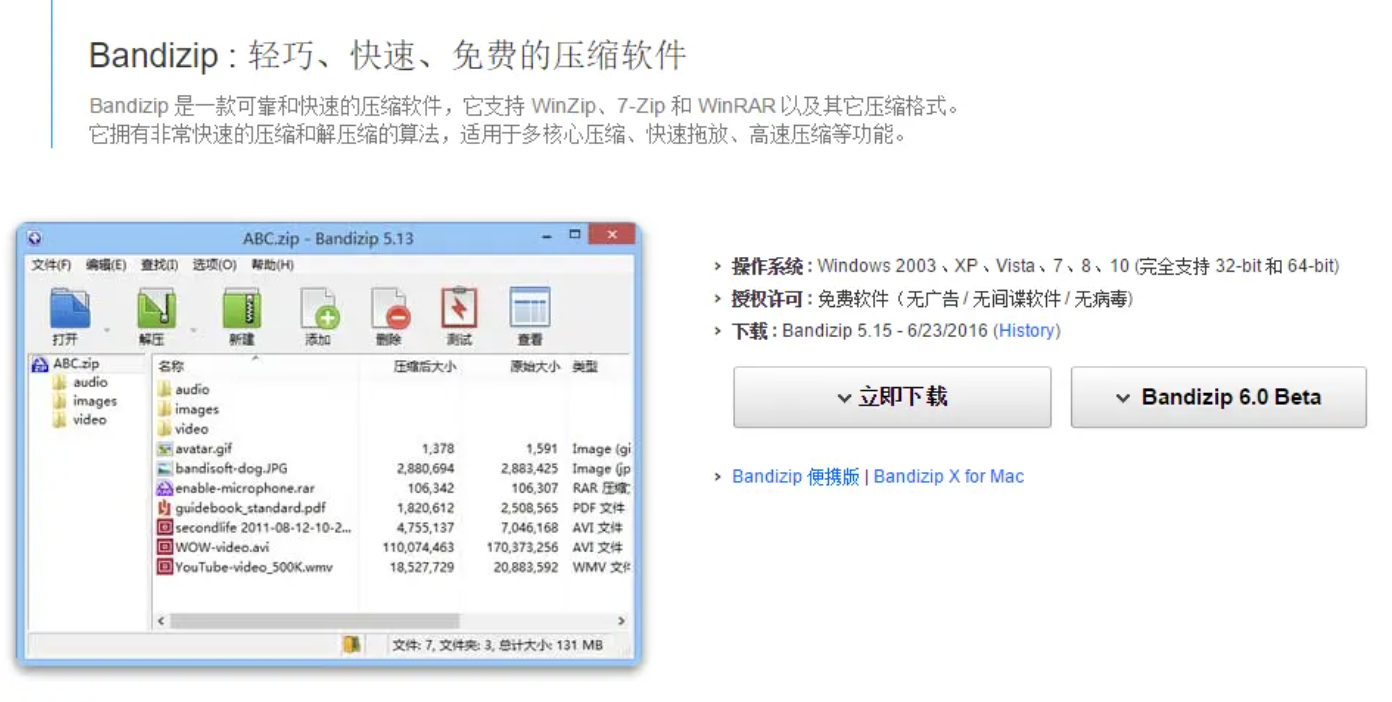 Bandizip : 轻巧、快速、免费的压缩软件
Bandizip 是一款可靠和快速的压缩软件，它支持 WinZip、7-Zip 和 WinRAR 以及其它压缩格式。
它拥有非常快速的压缩和解压缩的算法，适用于多核心压缩、快速拖放、高速压缩等功能。
ABC.zip - Bandizip 5.13
文件(F) 编辑(E) 查找(I) 选项(O) 帮助(H)
打开 解压 新建 添加 删除 测试 查看
ABC.zip
audio
images
video
名称 压缩后大小 原始大小 类型
audio
images
video
avatar.gif 1,378 1,591 Image (gi
bandisoft-dog.JPG 2,880,694 2,883,425 Image (jp
enable-microphone.rar 106,342 106,307 RAR 压缩
guidebook_standard.pdf 1,820,612 2,508,565 PDF 文件
secondlife 2011-08-12-10-2... 4,755,137 7,046,168 AVI 文件
WOW-video.avi 110,074,463 170,373,256 AVI 文件
YouTube-video_500K.wmv 18,527,729 20,883,592 WMV 文
文件: 7, 文件夹: 3, 总计大小: 131 MB
操作系统 : Windows 2003、XP、Vista、7、8、10 (完全支持 32-bit 和 64-bit)
授权许可 : 免费软件（无广告 / 无间谍软件 / 无病毒)
下载 : Bandizip 5.15 - 6/23/2016 (History)
立即下载
Bandizip 6.0 Beta
Bandizip 便携版 | Bandizip X for Mac